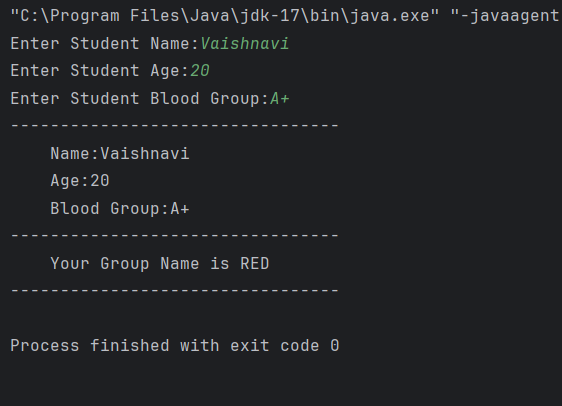 "C:\Program Files\Java\jdk-17\bin\java.exe" "-javaagent
Enter Student Name:Vaishnavi
Enter Student Age:20
Enter Student Blood Group:A+
---------------------------------
    Name:Vaishnavi
    Age:20
    Blood Group:A+
---------------------------------
    Your Group Name is RED
---------------------------------

Process finished with exit code 0